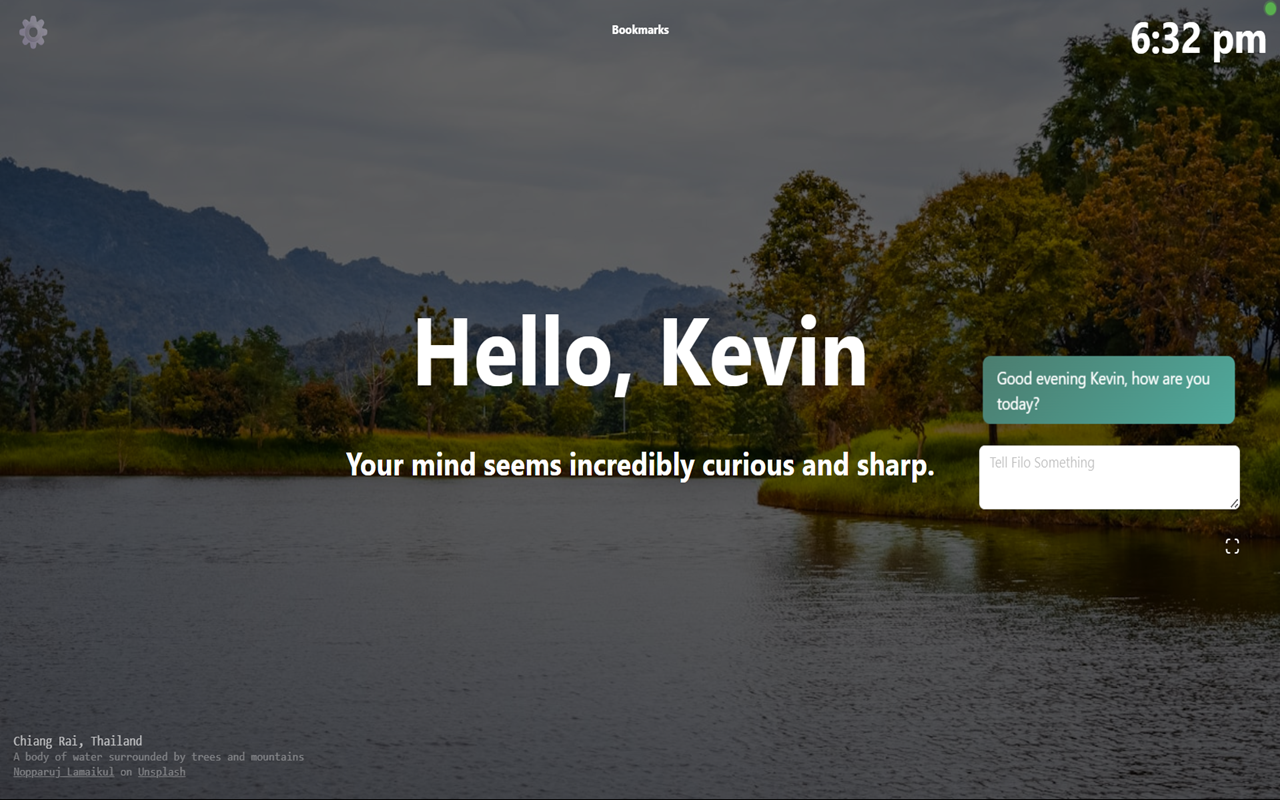 Bookmarks
6:32 pm
Hello, Kevin
Your mind seems incredibly curious and sharp.
Good evening Kevin, how are you
today?
Tell Filo Something
Chiang Rai, Thailand
A body of water surrounded by trees and mountains
Nopparuj Lamaikul on Unsplash